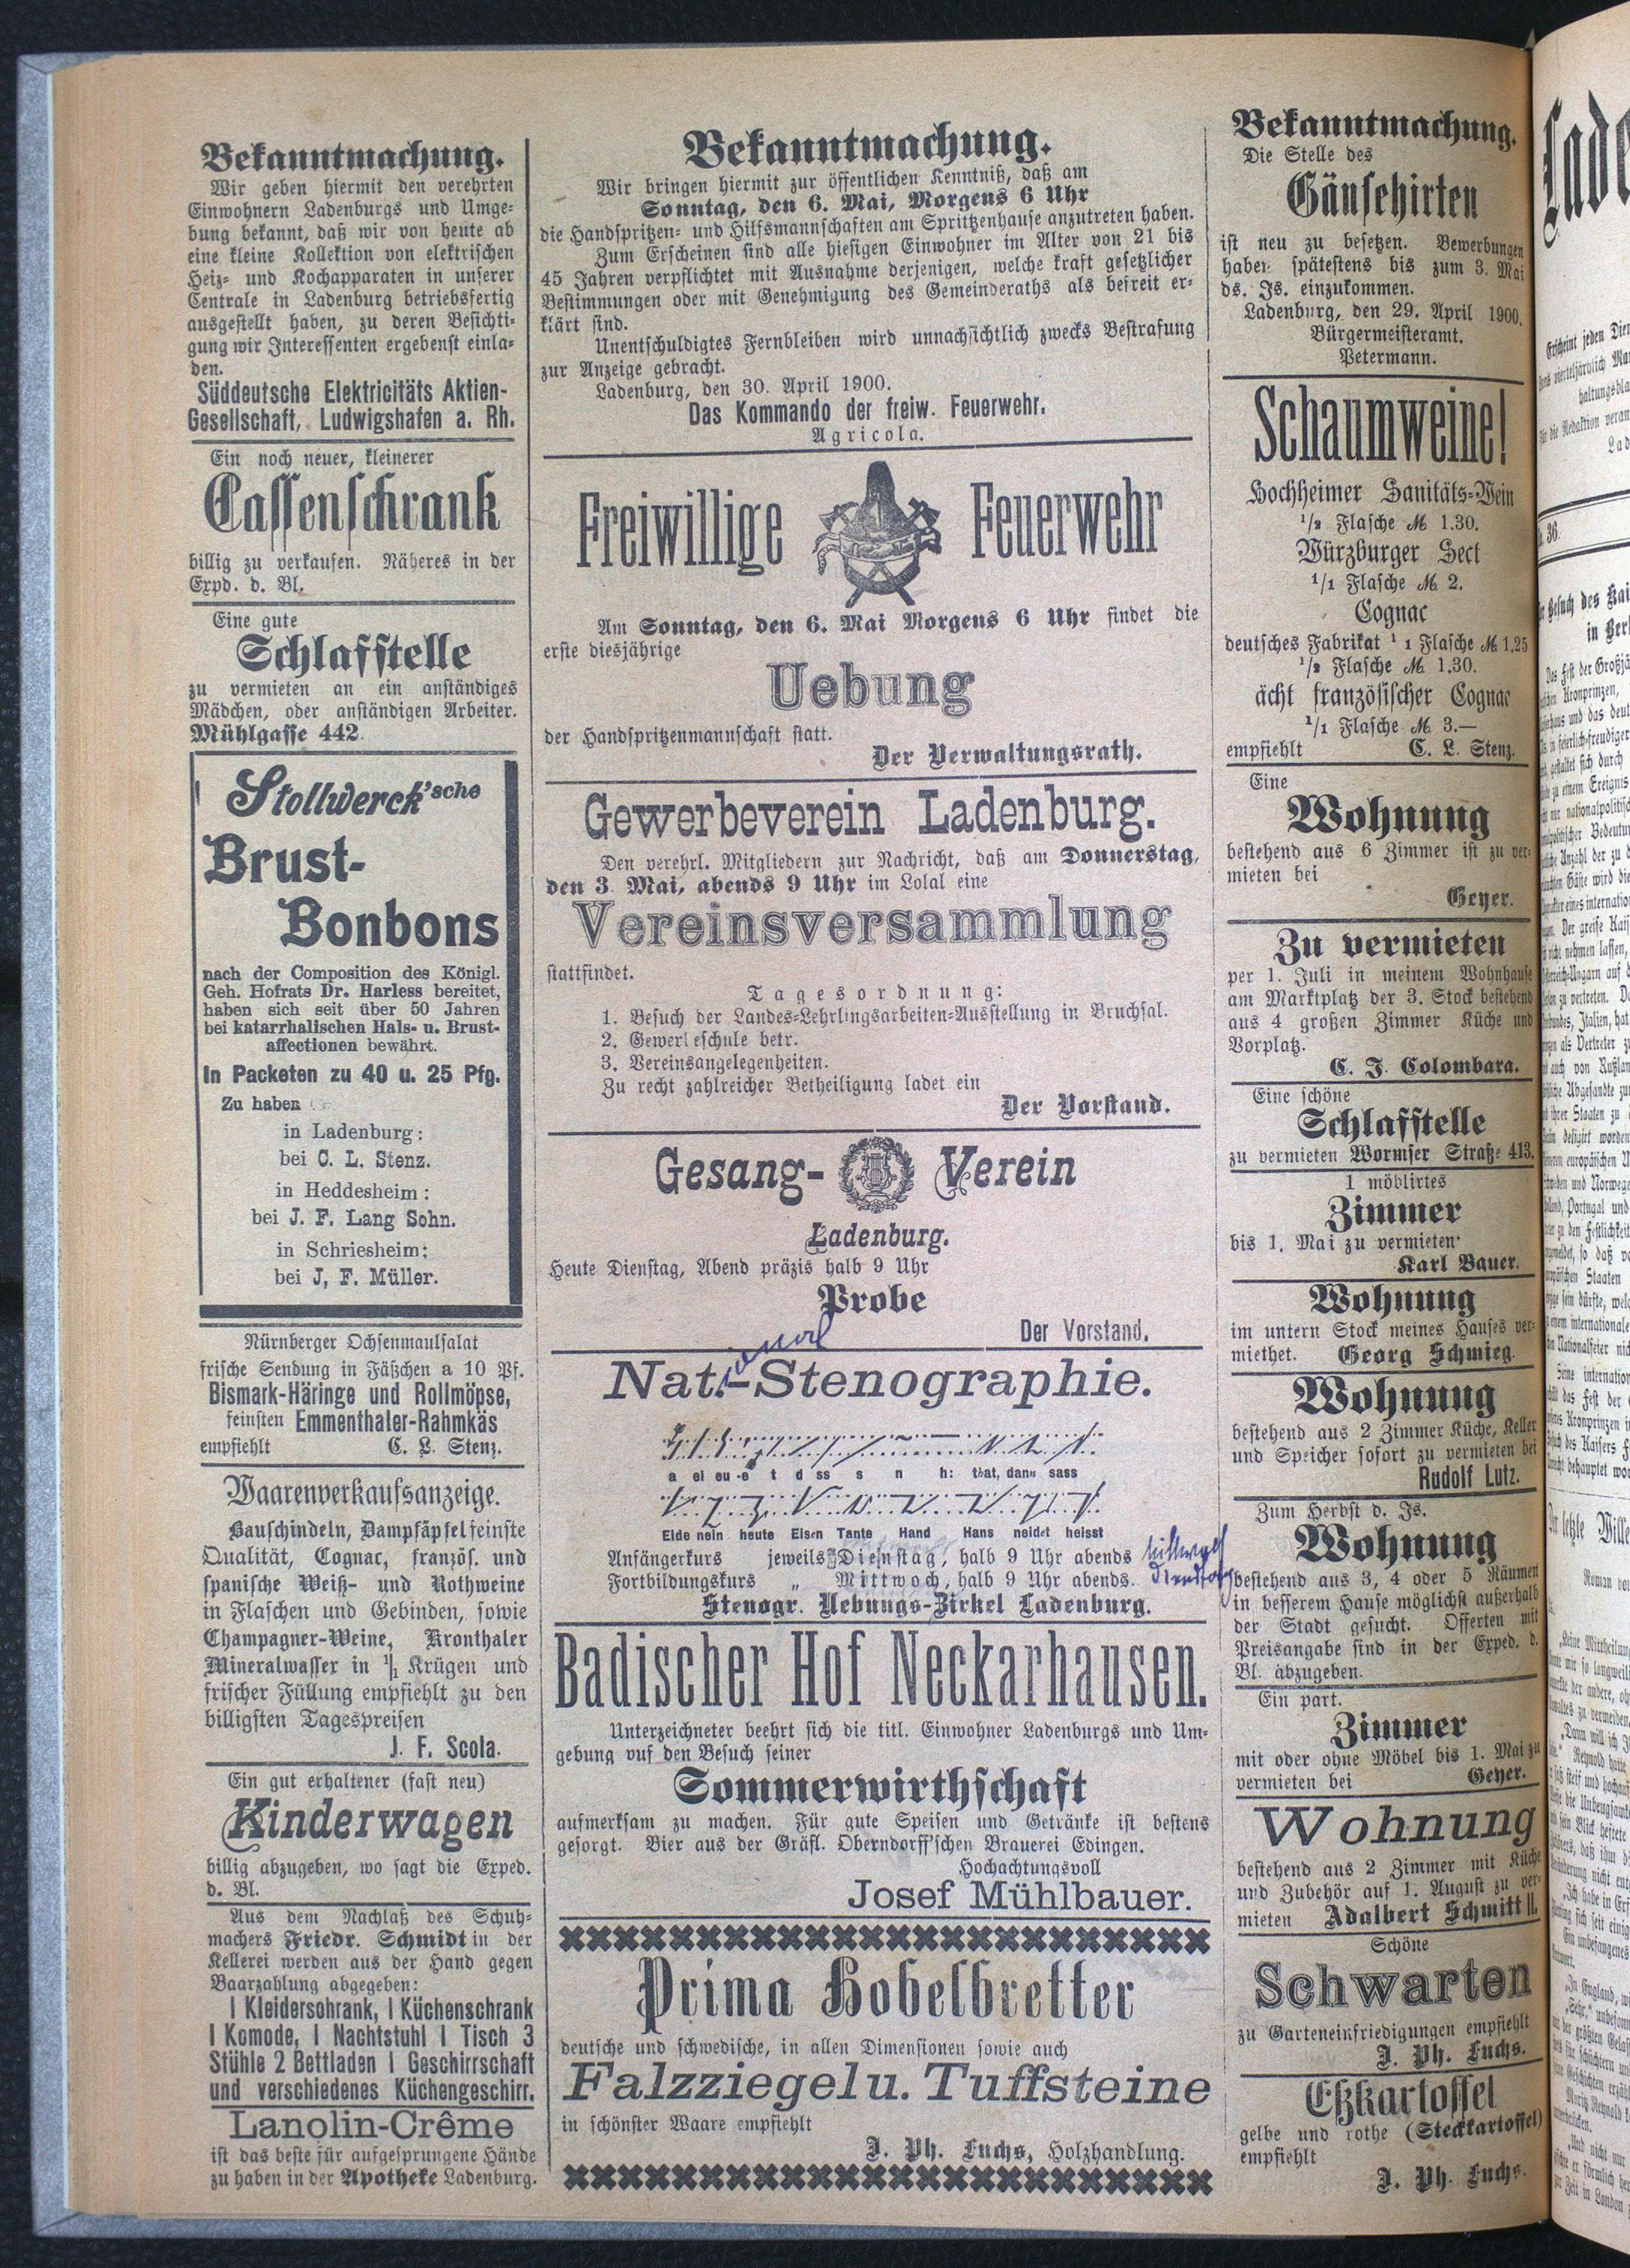 Bekanntmachung.
Wir geben hiermit den verehrten
Einwohnern Ladenburgs und Umge-
bung bekannt, daß wir von heute ab
eine kleine Kollektion von elektrischen
Heiz- und Kochapparaten in unserer
Centrale in Ladenburg betriebsfertig
ausgestellt haben, zu deren Besichti-
gung wir Interessenten ergebenst einla-
den.
Süddeutsche Elektricitäts Aktien-
Gesellschaft, Ludwigshafen a. Rh.
Ein noch neuer, kleinerer
Cassenschrank
billig zu verkaufen. Näheres in der
Expd. d. Bl.
Eine gute
Schlafstelle
zu vermieten an ein anständiges
Mädchen, oder anständigen Arbeiter.
Mühlgasse 442.
Stollwerck'sche
Brust-
Bonbons
nach der Composition des Königl.
Geh. Hofrats Dr. Harless bereitet,
haben sich seit über 50 Jahren
bei katarrhalischen Hals- u. Brust-
affectionen bewährt.
In Packeten zu 40 u. 25 Pfg.
Zu haben
in Ladenburg:
bei C. L. Stenz.
in Heddesheim:
bei J. F. Lang Sohn.
in Schriesheim:
bei J, F. Müller.
Nürnberger Ochsenmaulsalat
frische Sendung in Fäßchen a 10 Pf.
Bismark-Häringe und Rollmöpse,
feinsten Emmenthaler-Rahmkäs
empfiehlt C. L. Stenz.
Waarenverkaufsanzeige.
Hauschindeln, Dampfäpfel feinste
Qualität, Cognac, französ. und
spanische Weiß- und Rothweine
in Flaschen und Gebinden, sowie
Champagner-Weine, Kronthaler
Mineralwasser in 1/1 Krügen und
frischer Füllung empfiehlt zu den
billigsten Tagespreisen
J. F. Scola.
Ein gut erhaltener (fast neu)
Kinderwagen
billig abzugeben, wo sagt die Exped.
d. Bl.
Aus dem Nachlaß des Schuh-
machers Friedr. Schmidt in der
Kellerei werden aus der Hand gegen
Baarzahlung abgegeben:
1 Kleiderschrank, 1 Küchenschrank
1 Komode, 1 Nachtstuhl 1 Tisch 3
Stühle 2 Bettladen 1 Geschirrschaft
und verschiedenes Küchengeschirr.
Lanolin-Crême
ist das beste für aufgesprungene Hände
zu haben in der Apotheke Ladenburg.
Bekanntmachung.
Wir bringen hiermit zur öffentlichen Kenntniß, daß am
Sonntag, den 6. Mai, Morgens 6 Uhr
die Handspritzen- und Hilfsmannschaften am Spritzenhause anzutreten haben.
Zum Erscheinen sind alle hiesigen Einwohner im Alter von 21 bis
45 Jahren verpflichtet mit Ausnahme derjenigen, welche kraft gesetzlicher
Bestimmungen oder mit Genehmigung des Gemeinderaths als befreit er-
klärt sind.
Unentschuldigtes Fernbleiben wird unnachsichtlich zwecks Bestrafung
zur Anzeige gebracht.
Ladenburg, den 30. April 1900.
Das Kommando der freiw. Feuerwehr.
Agricola.
Freiwillige Feuerwehr
Am Sonntag, den 6. Mai Morgens 6 Uhr findet die
erste diesjährige
Uebung
der Handspritzenmannschaft statt.
Der Verwaltungsrath.
Gewerbeverein Ladenburg.
Den verehrl. Mitgliedern zur Nachricht, daß am Donnerstag,
den 3. Mai, abends 9 Uhr im Lolal eine
Vereinsversammlung
stattfindet.
Tagesordnung:
1. Besuch der Landes-Lehrlingsarbeiten-Ausstellung in Bruchsal.
2. Gewerbeschule betr.
3. Vereinsangelegenheiten.
Zu recht zahlreicher Betheiligung ladet ein
Der Vorstand.
Gesang- Verein
Ladenburg.
Heute Dienstag, Abend präzis halb 9 Uhr
Probe
Der Vorstand.
ional
Nat.-Stenographie.
a ei eu -e t d ss s n h: that, dann sass
Eide nein heute Eisen Tante Hand Hans neidet heisst
Anfängerkurs jeweils Dienstag, halb 9 Uhr abends Mittwoch
Fortbildungskurs „ Mittwoch, halb 9 Uhr abends. Dienstag
Stenogr. Uebungs-Zirkel Ladenburg.
Badischer Hof Neckarhausen.
Unterzeichneter beehrt sich die titl. Einwohner Ladenburgs und Um-
gebung auf den Besuch seiner
Sommerwirthschaft
aufmerksam zu machen. Für gute Speisen und Getränke ist bestens
gesorgt. Bier aus der Gräfl. Oberndorff'schen Brauerei Edingen.
Hochachtungsvoll
Josef Mühlbauer.
Prima Hobelbretter
deutsche und schwedische, in allen Dimensionen sowie auch
Falzziegel u. Tuffsteine
in schönster Waare empfiehlt
J. Ph. Fuchs, Holzhandlung.
Bekanntmachung.
Die Stelle des
Gänsehirten
ist neu zu besetzen. Bewerbungen
haben spätestens bis zum 3. Mai
ds. Js. einzukommen.
Ladenburg, den 29. April 1900.
Bürgermeisteramt.
Petermann.
Schaumweine!
Hochheimer Sanitäts-Wein
1/2 Flasche M 1.30.
Würzburger Sect
1/1 Flasche M. 2.
Cognac
deutsches Fabrikat 1/1 Flasche M. 1,25
1/2 Flasche M. 1.30.
ächt französischer Cognac
1/1 Flasche M. 3.—
empfiehlt C. L. Stenz.
Eine
Wohnung
bestehend aus 6 Zimmer ist zu ver-
mieten bei
Geyer.
Zu vermieten
per 1. Juli in meinem Wohnhause
am Marktplatz der 3. Stock bestehend
aus 4 großen Zimmer Küche und
Vorplatz.
C. J. Colombara.
Eine schöne
Schlafstelle
zu vermieten Wormser Straße 413.
1 möblirtes
Zimmer
bis 1. Mai zu vermieten
Karl Bauer.
Wohnung
im untern Stock meines Hauses ver-
miethet. Georg Schmieg.
Wohnung
bestehend aus 2 Zimmer Küche, Keller
und Speicher sofort zu vermieten bei
Rudolf Lutz.
Zum Herbst d. Js.
Wohnung
bestehend aus 3, 4 oder 5 Räumen
in besserem Hause möglichst außerhalb
der Stadt gesucht. Offerten mit
Preisangabe sind in der Exped. d.
Bl. abzugeben.
Ein part.
Zimmer
mit oder ohne Möbel bis 1. Mai zu
vermieten bei Geyer.
Wohnung
bestehend aus 2 Zimmer mit Küche
und Zubehör auf 1. August zu ver-
mieten Adalbert Schmitt II.
Schöne
Schwarten
zu Garteneinfriedigungen empfiehlt
J. Ph. Fuchs.
Eßkartoffel
gelbe und rothe (Steckkartoffel)
empfiehlt
J. Ph. Fuchs.